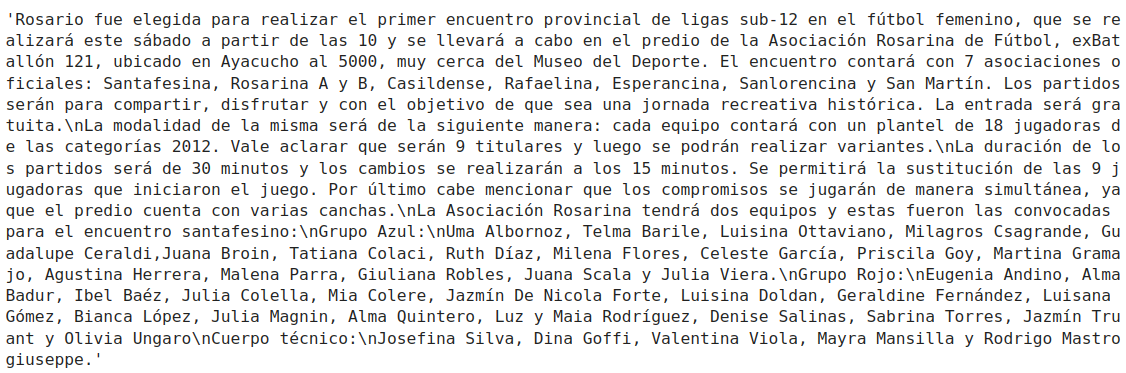 'Rosario fue elegida para realizar el primer encuentro provincial de ligas sub-12 en el fútbol femenino, que se re
alizará este sábado a partir de las 10 y se llevará a cabo en el predio de la Asociación Rosarina de Fútbol, exBat
allón 121, ubicado en Ayacucho al 5000, muy cerca del Museo del Deporte. El encuentro contará con 7 asociaciones o
ficiales: Santafesina, Rosarina A y B, Casildense, Rafaelina, Esperancina, Sanlorencina y San Martín. Los partidos
serán para compartir, disfrutar y con el objetivo de que sea una jornada recreativa histórica. La entrada será gra
tuita.\nLa modalidad de la misma será de la siguiente manera: cada equipo contará con un plantel de 18 jugadoras d
e las categorías 2012. Vale aclarar que serán 9 titulares y luego se podrán realizar variantes.\nLa duración de lo
s partidos será de 30 minutos y los cambios se realizarán a los 15 minutos. Se permitirá la sustitución de las 9 j
ugadoras que iniciaron el juego. Por último cabe mencionar que los compromisos se jugarán de manera simultánea, ya
que el predio cuenta con varias canchas.\nLa Asociación Rosarina tendrá dos equipos y estas fueron las convocadas
para el encuentro santafesino:\nGrupo Azul:\nUma Albornoz, Telma Barile, Luisina Ottaviano, Milagros Csagrande, Gu
adalupe Ceraldi,Juana Broin, Tatiana Colaci, Ruth Díaz, Milena Flores, Celeste García, Priscila Goy, Martina Grama
jo, Agustina Herrera, Malena Parra, Giuliana Robles, Juana Scala y Julia Viera.\nGrupo Rojo:\nEugenia Andino, Alma
Badur, Ibel Baéz, Julia Colella, Mia Colere, Jazmín De Nicola Forte, Luisina Doldan, Geraldine Fernández, Luisana
Gómez, Bianca López, Julia Magnin, Alma Quintero, Luz y Maia Rodríguez, Denise Salinas, Sabrina Torres, Jazmín Tru
ant y Olivia Ungaro\nCuerpo técnico:\nJosefina Silva, Dina Goffi, Valentina Viola, Mayra Mansilla y Rodrigo Mastro
giuseppe.'